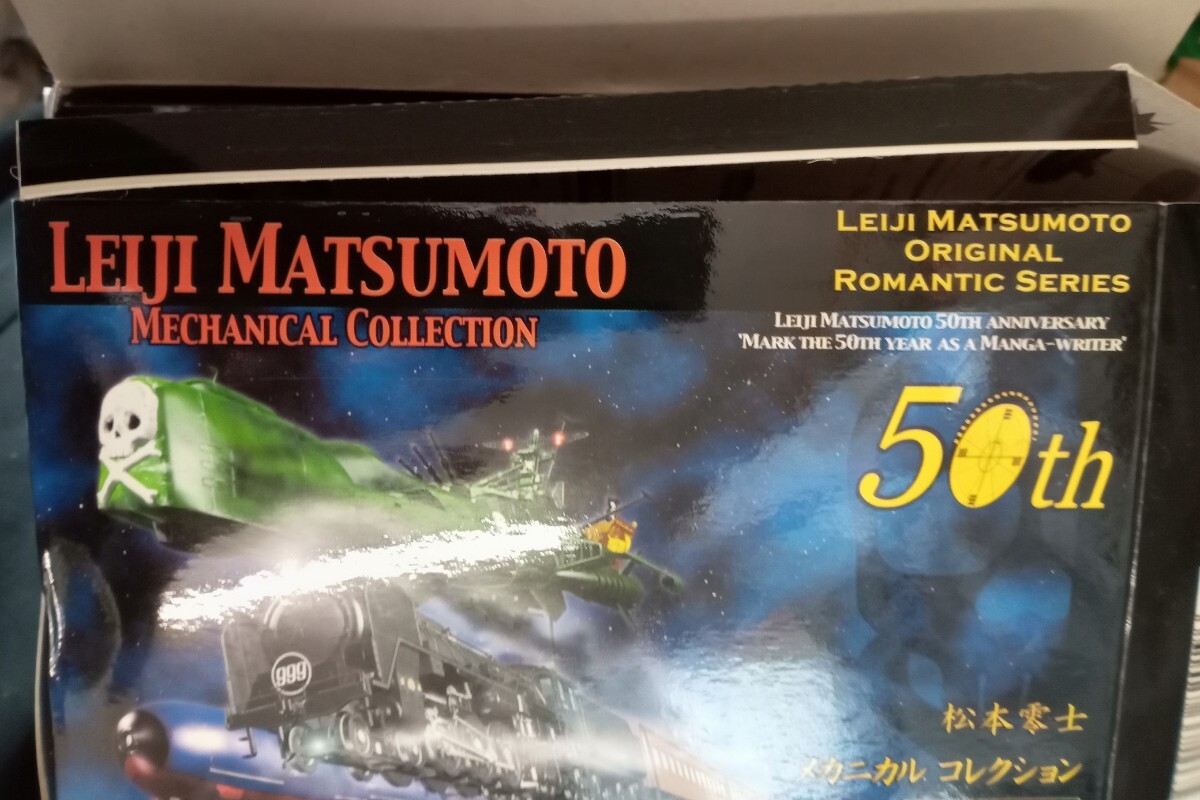 LEIJI MATSUMOTO
MECHANICAL COLLECTION
LEIJI MATSUMOTO
ORIGINAL
ROMANTIC SERIES
LEIJI MATSUMOTO 50TH ANNIVERSARY
'MARK THE 50TH YEAR AS A MANGA-WRITER'
50th
999
松本零士
メカニカル コレクション